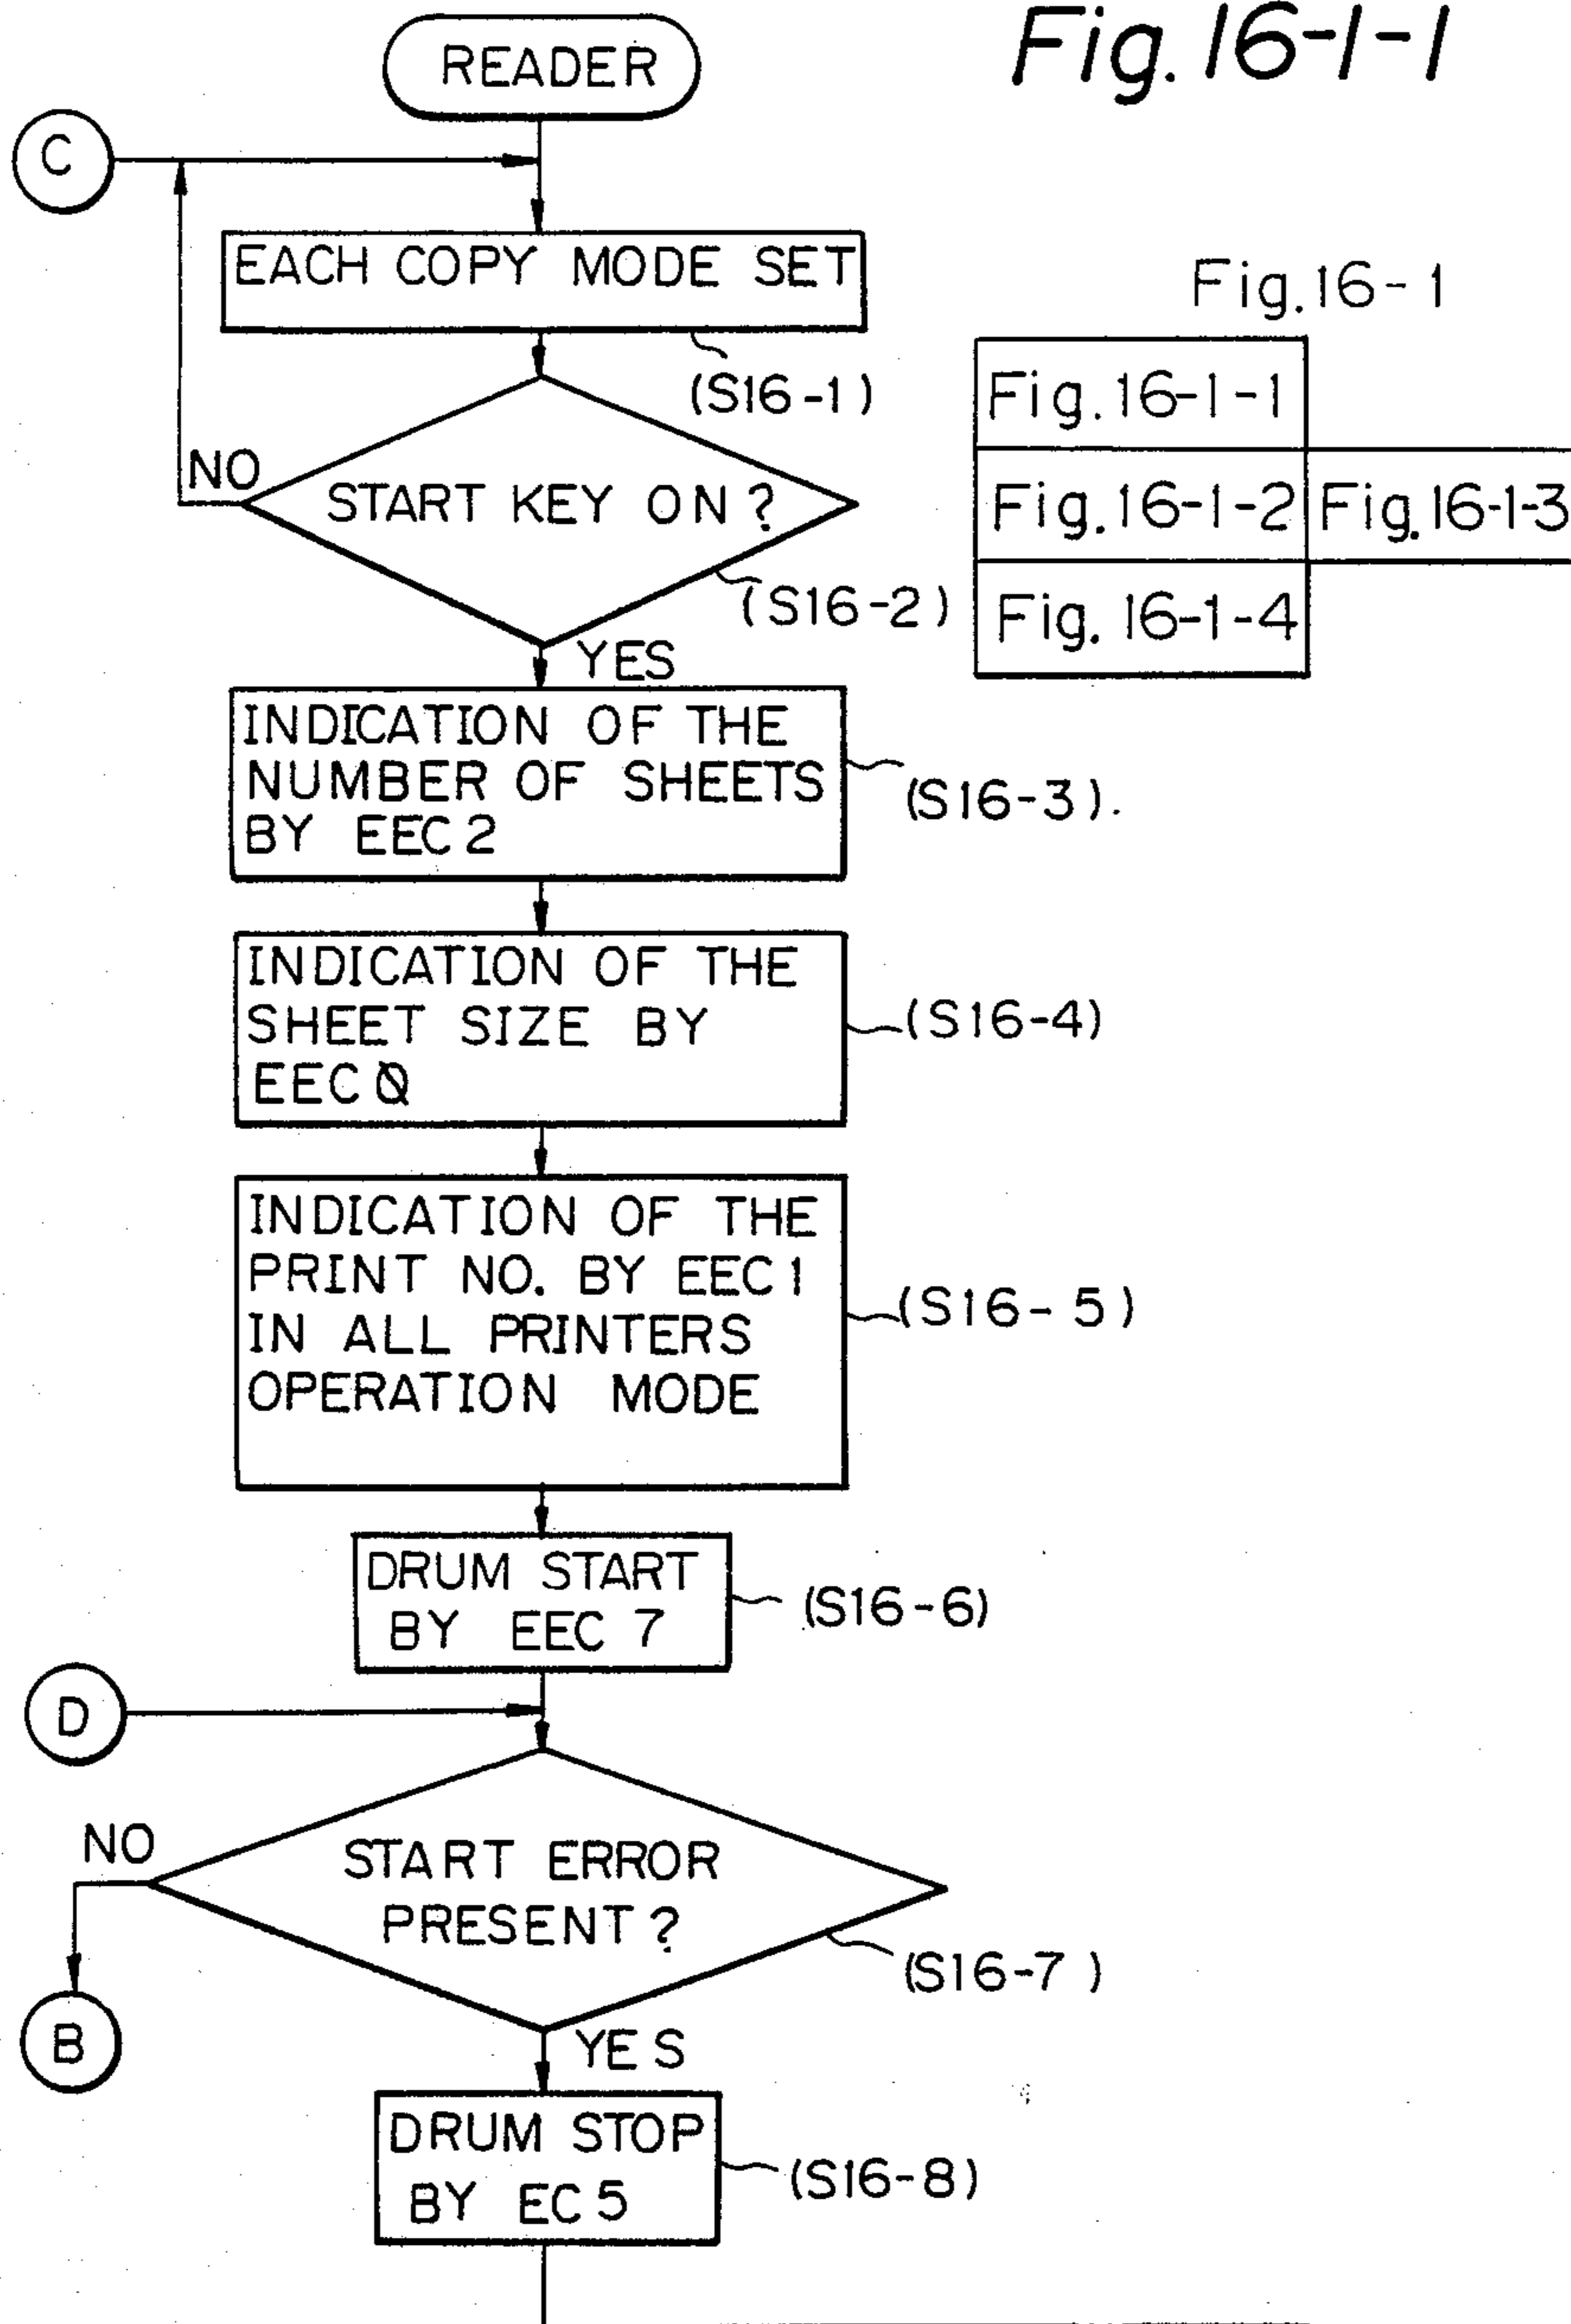 Fig. 16-1-1
READER
C
EACH COPY MODE SET
(S16-1)
NO
START KEY ON ?
(S16-2)
YES
Fig. 16-1
Fig. 16-1-1
Fig. 16-1-2
Fig. 16-1-3
Fig. 16-1-4
INDICATION OF THE
NUMBER OF SHEETS
BY EEC 2
(S16-3).
INDICATION OF THE
SHEET SIZE BY
EEC 0
(S16-4)
INDICATION OF THE
PRINT NO. BY EEC 1
IN ALL PRINTERS
OPERATION MODE
(S16-5)
DRUM START
BY EEC 7
(S16-6)
D
NO
START ERROR
PRESENT ?
(S16-7)
B
YES
DRUM STOP
BY EC 5
(S16-8)